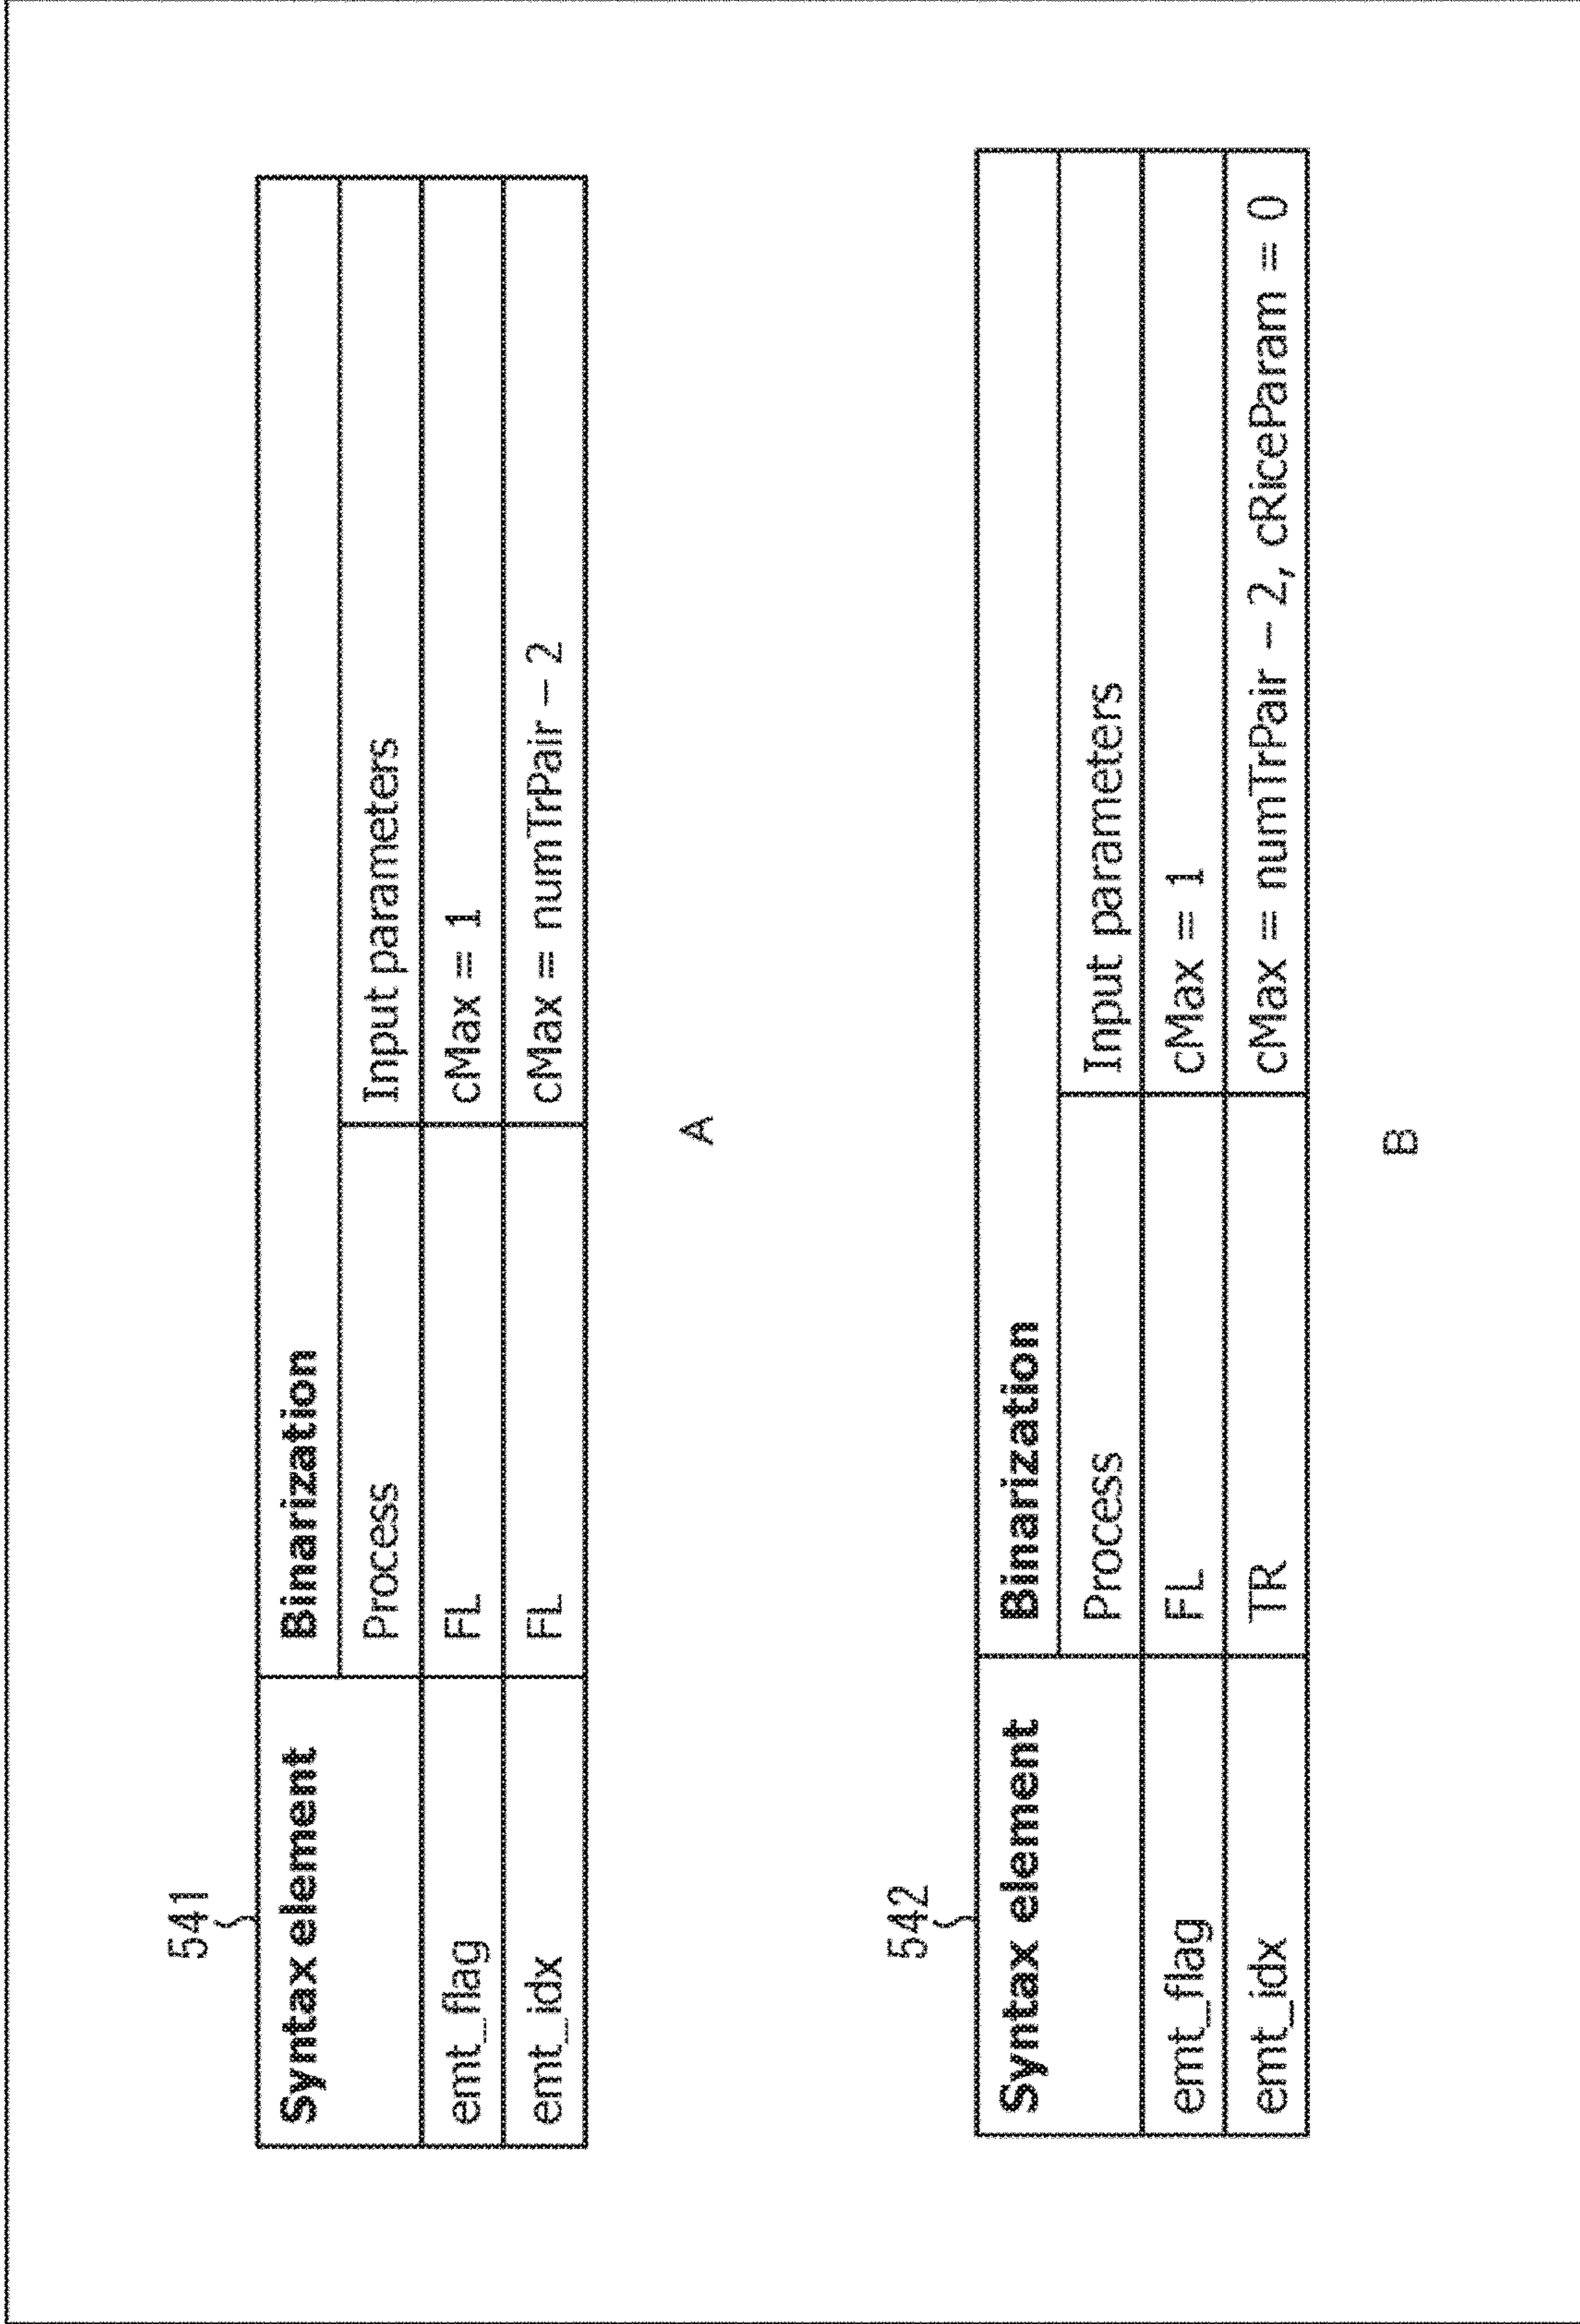 541
Syntax element Binarization
Process Input parameters
emt_flag FL cMax = 1
emt_idx FL cMax = numTrPair − 2
A
542
Syntax element Binarization
Process Input parameters
emt_flag FL cMax = 1
emt_idx TR cMax = numTrPair − 2, cRiceParam = 0
B